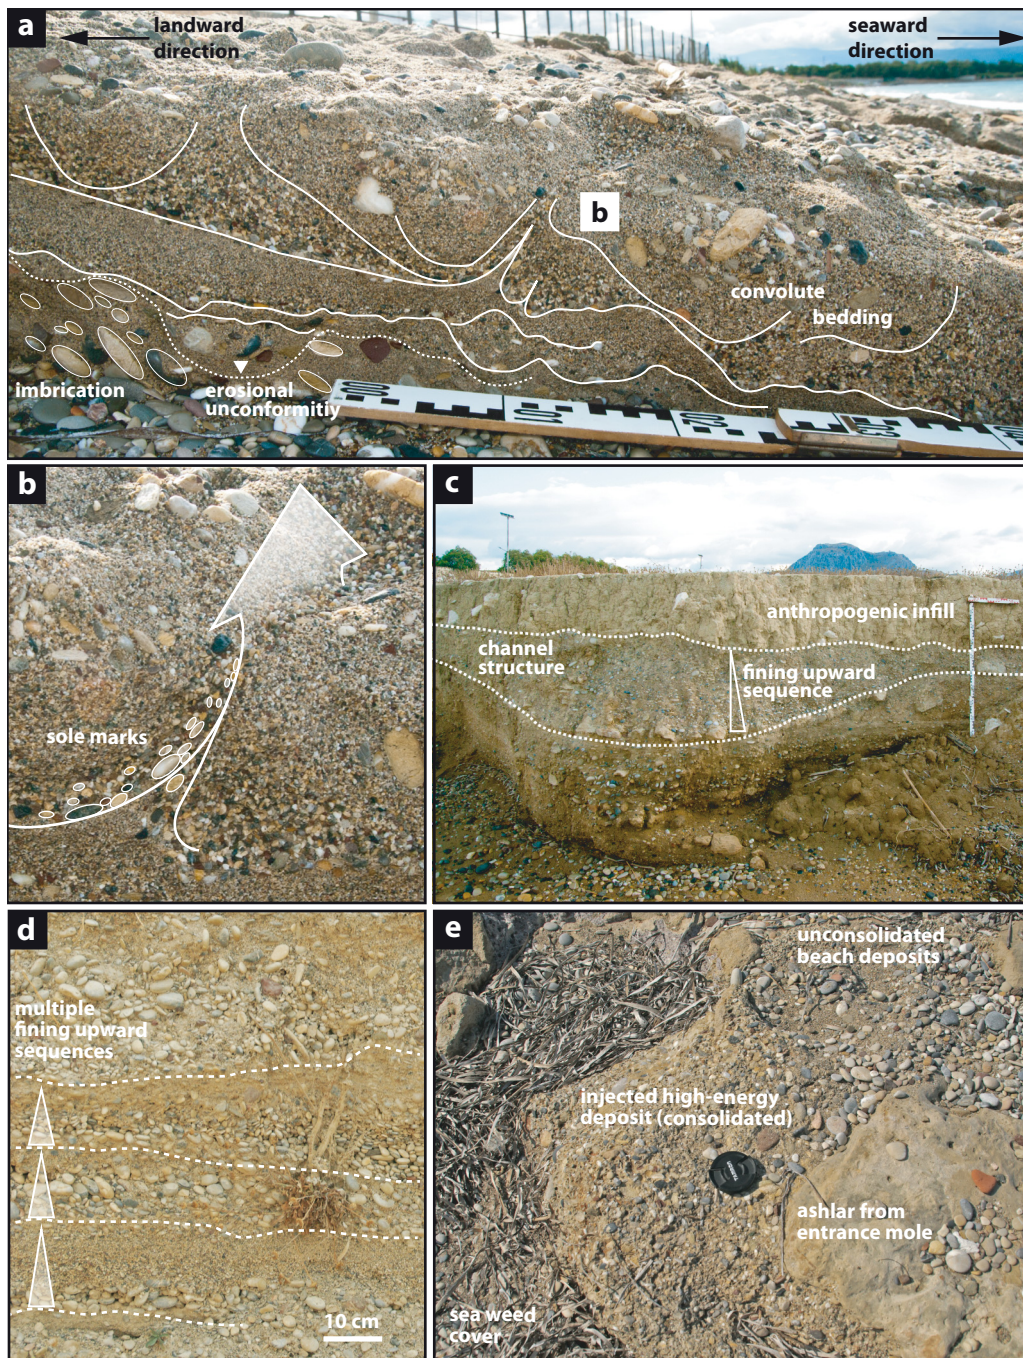 a
landward
direction
seaward
direction
b
convolute
bedding
imbrication
erosional
unconformitiy
b
sole marks
c
anthropogenic infill
channel
structure
fining upward
sequence
d
multiple
fining upward
sequences
10 cm
e
unconsolidated
beach deposits
injected high-energy
deposit (consolidated)
ashlar from
entrance mole
sea weed
cover